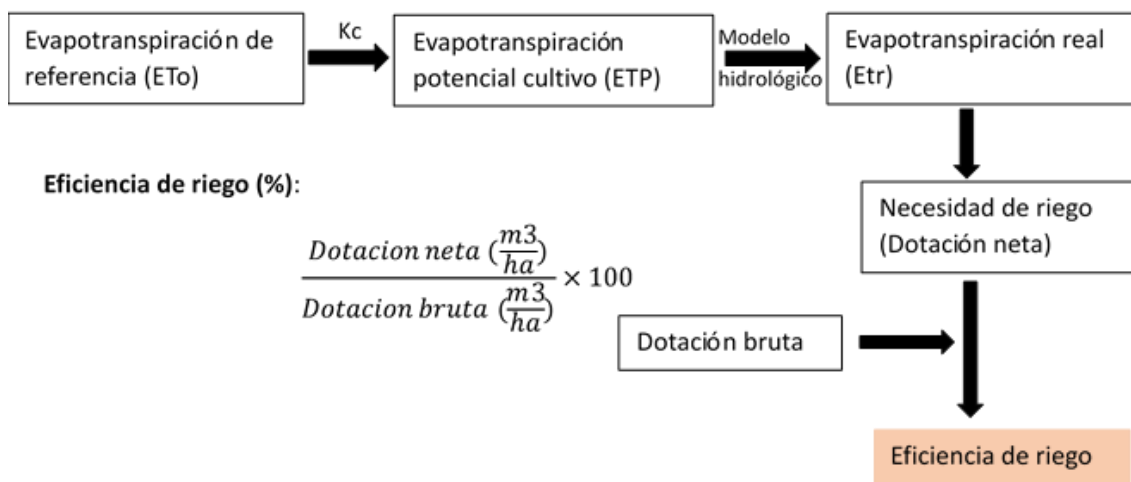 Evapotranspiración de
referencia (ETo)
Kc
Evapotranspiración
potencial cultivo (ETP)
Modelo
hidrológico
Evapotranspiración real
(Etr)
Eficiencia de riego (%):
Necesidad de riego
(Dotación neta)
Dotacion neta (m3/ha)
Dotacion bruta (m3/ha)
× 100
Dotación bruta
Eficiencia de riego